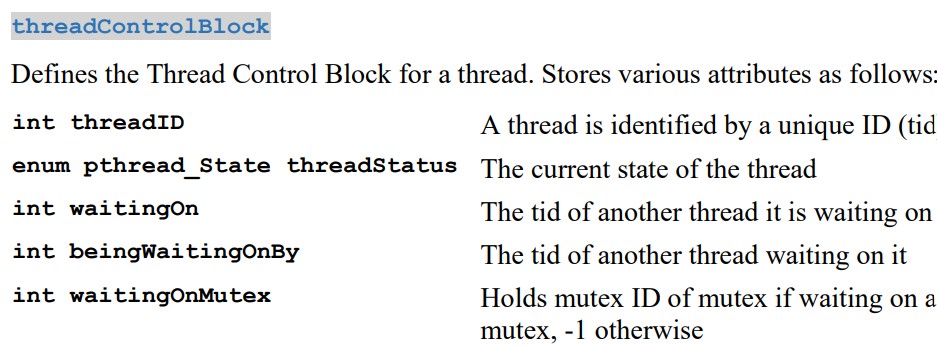 threadControlBlock
Defines the Thread Control Block for a thread. Stores various attributes as follows:
int threadID A thread is identified by a unique ID (tid
enum pthread_State threadStatus The current state of the thread
int waitingOn The tid of another thread it is waiting on
int beingWaitingOnBy The tid of another thread waiting on it
int waitingOnMutex Holds mutex ID of mutex if waiting on a
mutex, -1 otherwise